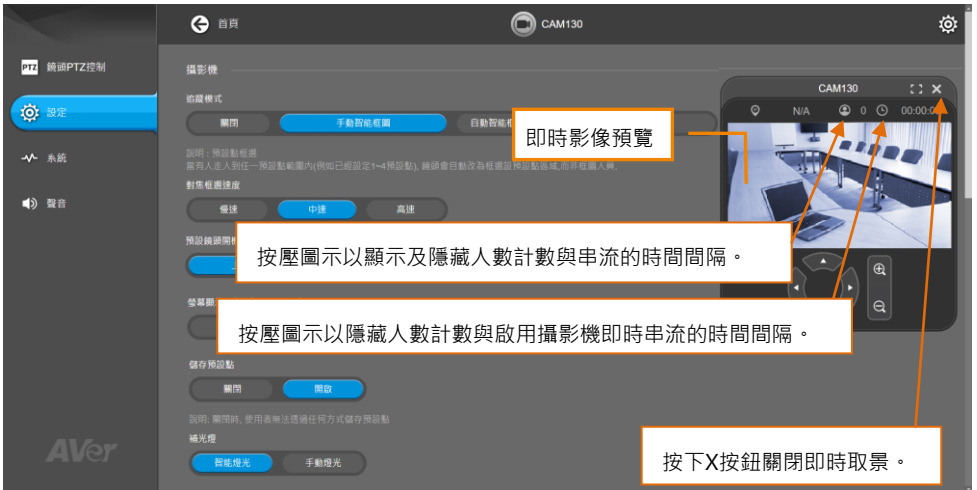 首頁
CAM130
PTZ 鏡頭PTZ控制
設定
系統
聲音
攝影機
追蹤模式
關閉
手動智能框圍
自動智能
說明 : 預設點框選
當有人走入到任一預設點範圍內(例如已經設定1~4預設點), 鏡頭會自動改為框選設預設點區域,而非框圍人員.
對焦框選速度
慢速
中速
高速
預設鏡頭開
儲存預設點
關閉
開啟
說明: 關閉時, 使用者無法透過任何方式儲存預設點
補光燈
智能燈光
手動燈光
AVer
CAM130
N/A
0
00:00:0
即時影像預覽
按壓圖示以顯示及隱藏人數計數與串流的時間間隔。
按壓圖示以隱藏人數計數與啟用攝影機即時串流的時間間隔。
按下X按鈕關閉即時取景。